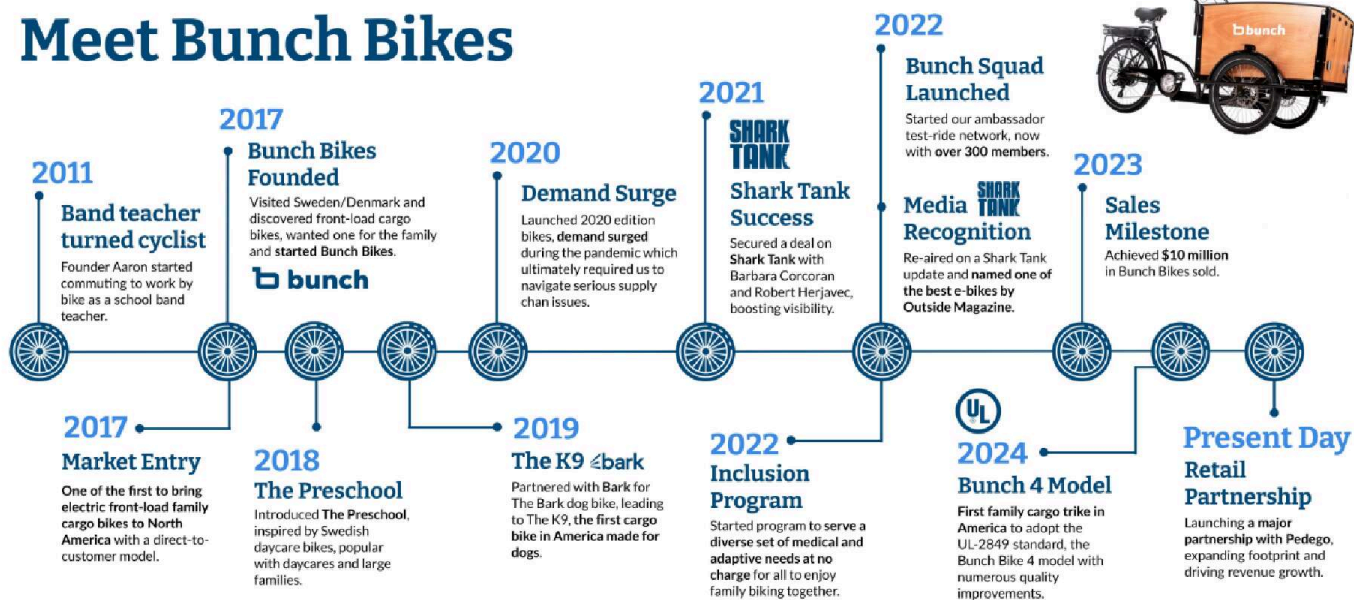 Meet Bunch Bikes
bunch
2011
Band teacher
turned cyclist
Founder Aaron started
commuting to work by
bike as a school band
teacher.
2017
Bunch Bikes
Founded
Visited Sweden/Denmark and
discovered front-load cargo
bikes, wanted one for the family
and started Bunch Bikes.
bunch
2017
Market Entry
One of the first to bring
electric front-load family
cargo bikes to North
America with a direct-to-
customer model.
2018
The Preschool
Introduced The Preschool,
inspired by Swedish
daycare bikes, popular
with daycares and large
families.
2019
The K9 bark
Partnered with Bark for
The Bark dog bike, leading
to The K9, the first cargo
bike in America made for
dogs.
2020
Demand Surge
Launched 2020 edition
bikes, demand surged
during the pandemic which
ultimately required us to
navigate serious supply
chan issues.
2021
SHARK
TANK
Shark Tank
Success
Secured a deal on
Shark Tank with
Barbara Corcoran
and Robert Herjavec,
boosting visibility.
2022
Bunch Squad
Launched
Started our ambassador
test-ride network, now
with over 300 members.
Media SHARK TANK
Recognition
Re-aired on a Shark Tank
update and named one of
the best e-bikes by
Outside Magazine.
2022
Inclusion
Program
Started program to serve a
diverse set of medical and
adaptive needs at no
charge for all to enjoy
family biking together.
2023
Sales
Milestone
Achieved $10 million
in Bunch Bikes sold.
UL
2024
Bunch 4 Model
First family cargo trike in
America to adopt the
UL-2849 standard, the
Bunch Bike 4 model with
numerous quality
improvements.
Present Day
Retail
Partnership
Launching a major
partnership with Pedego,
expanding footprint and
driving revenue growth.